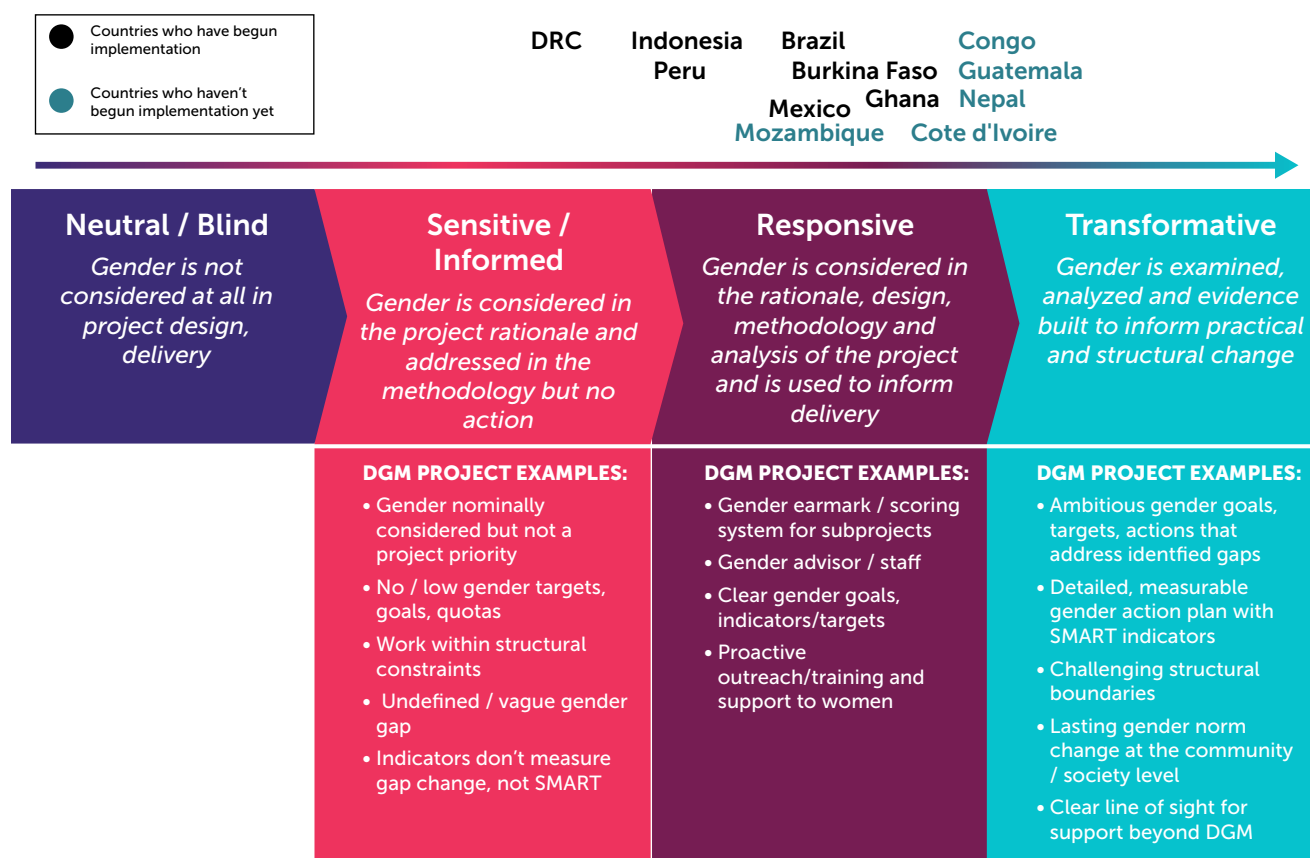 Countries who have begun
implementation
Countries who haven't
begun implementation yet
DRC
Indonesia
Brazil
Congo
Peru
Burkina Faso
Guatemala
Mexico
Ghana
Nepal
Mozambique
Cote d'Ivoire
Neutral / Blind
Gender is not
considered at all in
project design,
delivery
Sensitive /
Informed
Gender is considered in
the project rationale and
addressed in the
methodology but no
action
Responsive
Gender is considered in
the rationale, design,
methodology and
analysis of the project
and is used to inform
delivery
Transformative
Gender is examined,
analyzed and evidence
built to inform practical
and structural change
DGM PROJECT EXAMPLES:
• Gender nominally
considered but not a
project priority
• No / low gender targets,
goals, quotas
• Work within structural
constraints
• Undefined / vague gender
gap
• Indicators don't measure
gap change, not SMART
DGM PROJECT EXAMPLES:
• Gender earmark / scoring
system for subprojects
• Gender advisor / staff
• Clear gender goals,
indicators/targets
• Proactive
outreach/training and
support to women
DGM PROJECT EXAMPLES:
• Ambitious gender goals,
targets, actions that
address identfied gaps
• Detailed, measurable
gender action plan with
SMART indicators
• Challenging structural
boundaries
• Lasting gender norm
change at the community
/ society level
• Clear line of sight for
support beyond DGM